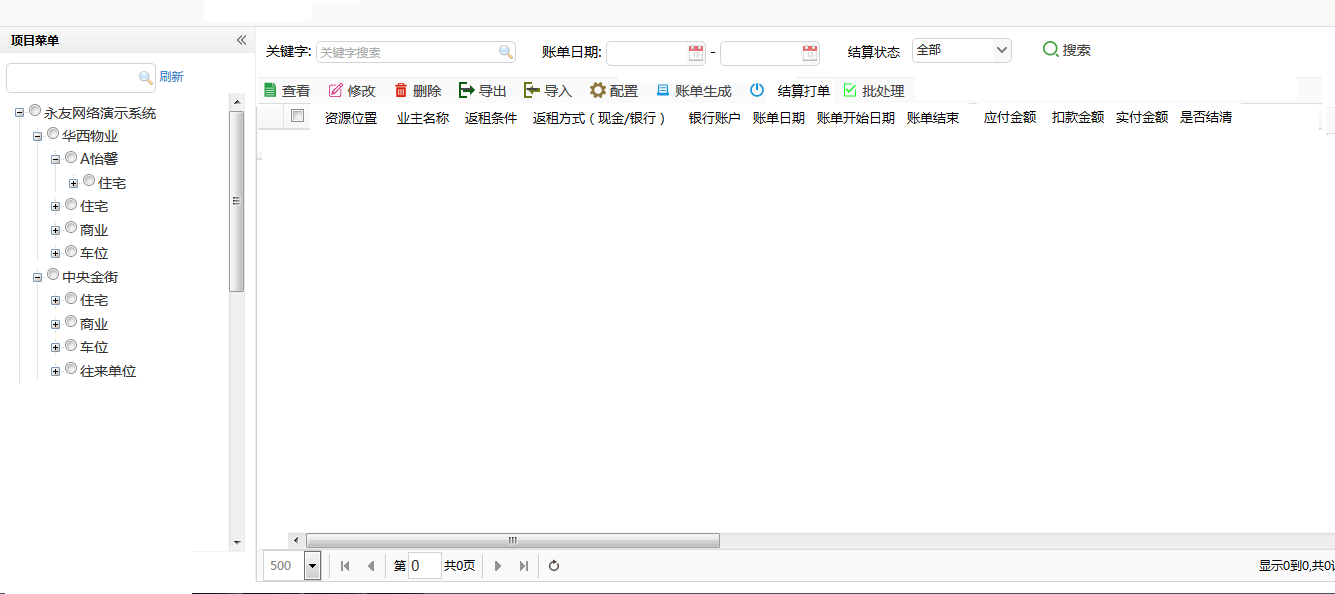 项目菜单
刷新
永友网络演示系统
华西物业
A怡馨
住宅
住宅
商业
车位
中央金街
住宅
商业
车位
往来单位
关键字: 关键字搜索 账单日期: - 结算状态 全部 搜索
查看 修改 删除 导出 导入 配置 账单生成 结算打单 批处理
资源位置 业主名称 返租条件 返租方式（现金/银行） 银行账户 账单日期 账单开始日期 账单结束 应付金额 扣款金额 实付金额 是否结清
500 第 0 共0页 显示0到0,共0